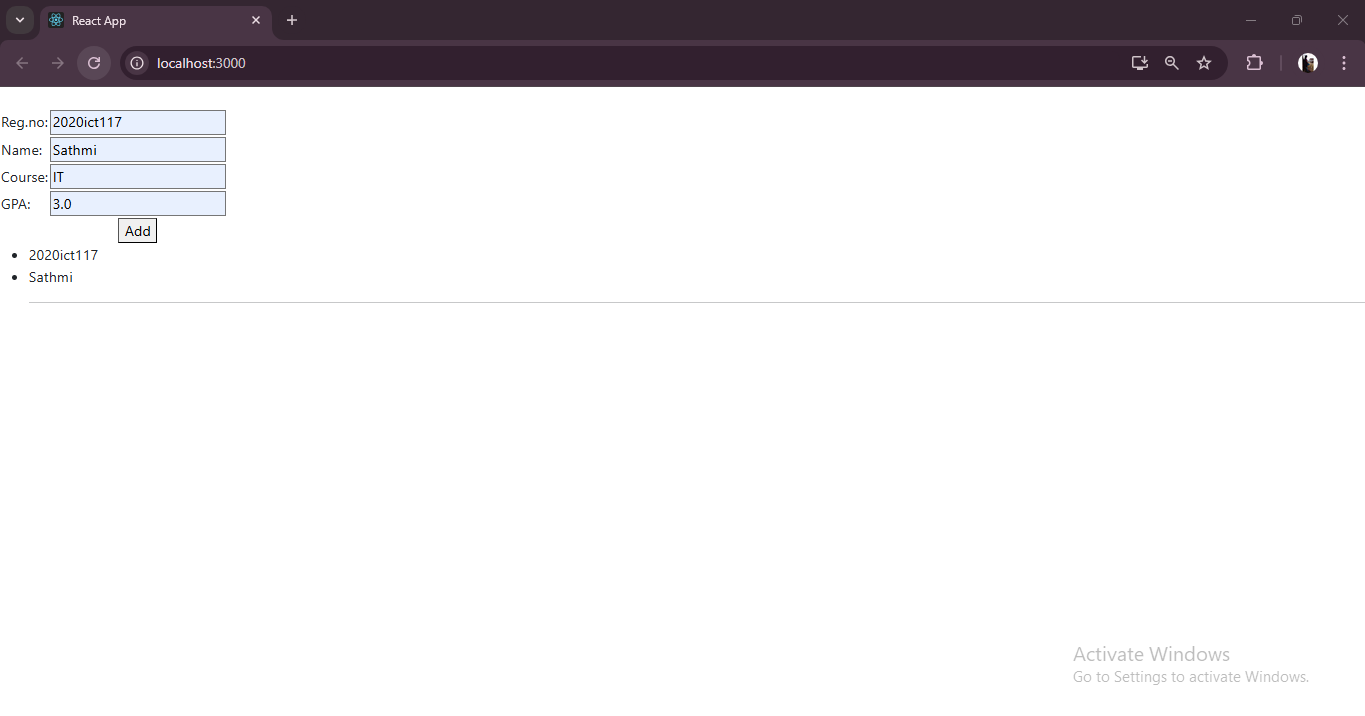 React App
localhost:3000
Reg.no: 2020ict117
Name: Sathmi
Course: IT
GPA: 3.0
Add
2020ict117
Sathmi
Activate Windows
Go to Settings to activate Windows.